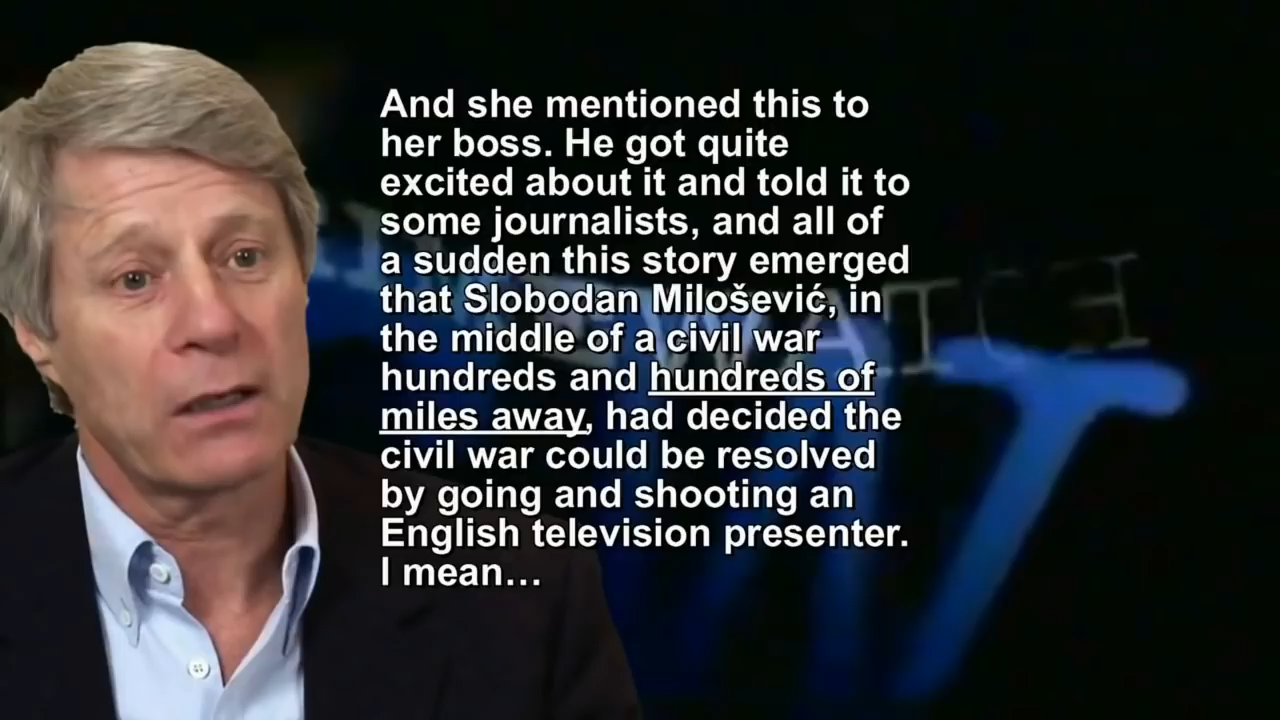 And she mentioned this to
her boss. He got quite
excited about it and told it to
some journalists, and all of
a sudden this story emerged
that Slobodan Milošević, in
the middle of a civil war
hundreds and hundreds of
miles away, had decided the
civil war could be resolved
by going and shooting an
English television presenter.
I mean…